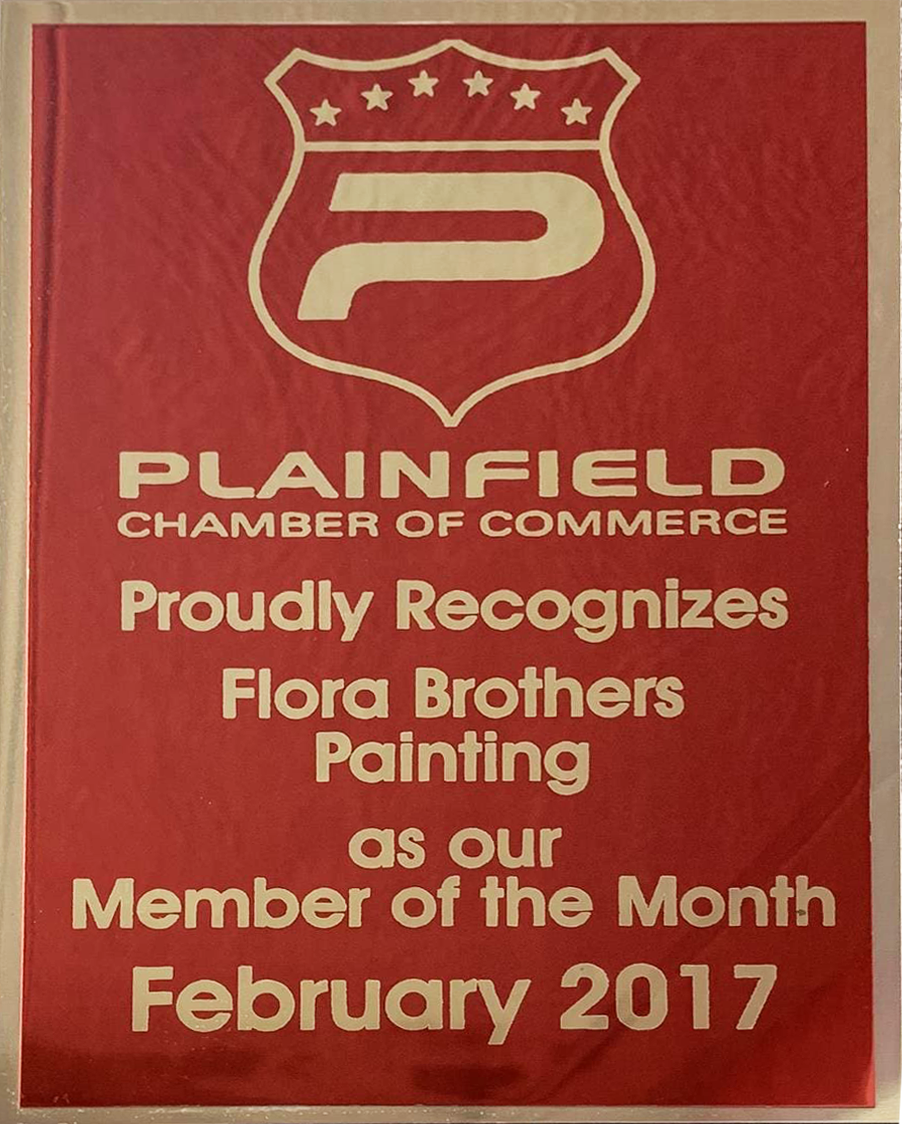 P
PLAINFIELD
CHAMBER OF COMMERCE
Proudly Recognizes
Flora Brothers
Painting
as our
Member of the Month
February 2017